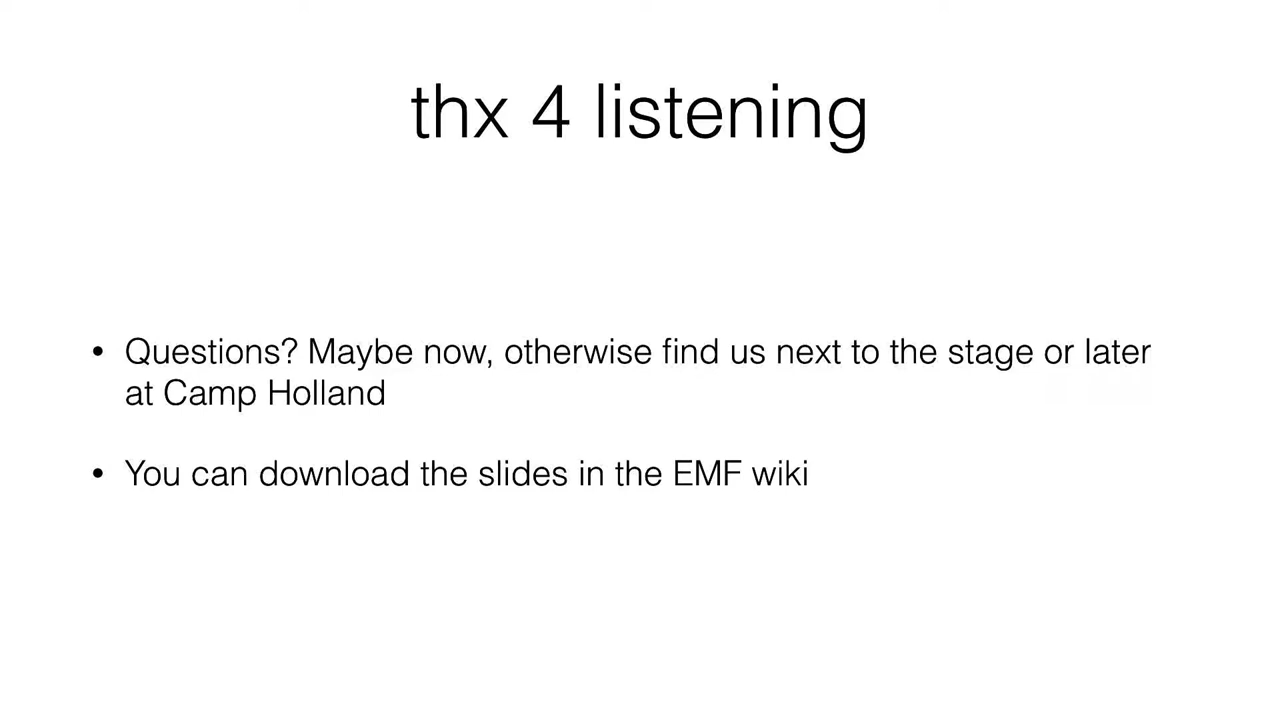 thx 4 listening
• Questions? Maybe now, otherwise find us next to the stage or later
at Camp Holland
• You can download the slides in the EMF wiki